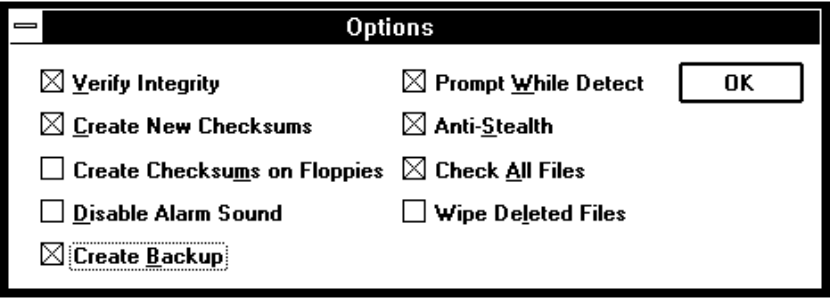 Options
Verify Integrity
Create New Checksums
Create Checksums on Floppies
Disable Alarm Sound
Create Backup
Prompt While Detect
Anti-Stealth
Check All Files
Wipe Deleted Files
OK